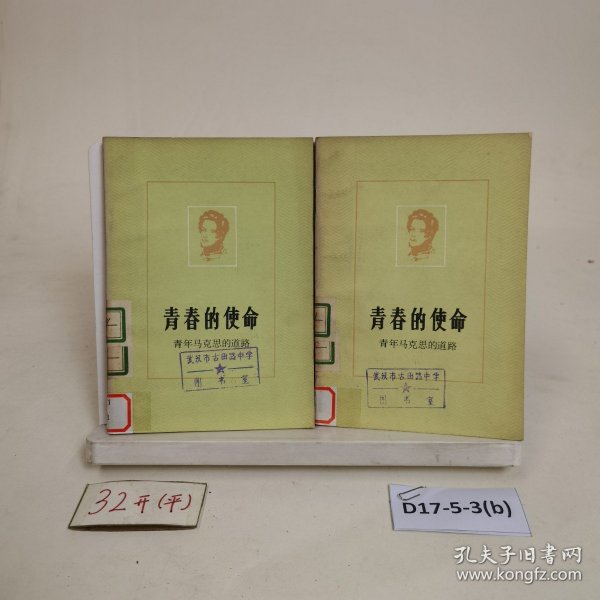 青春的使命
青年马克思的道路
武汉市古田路中学
图书室
青春的使命
青年马克思的道路
武汉市古田路中学
图书室
32开(平)
D17-5-3(b)
孔夫子旧书网
www.kongfz.com